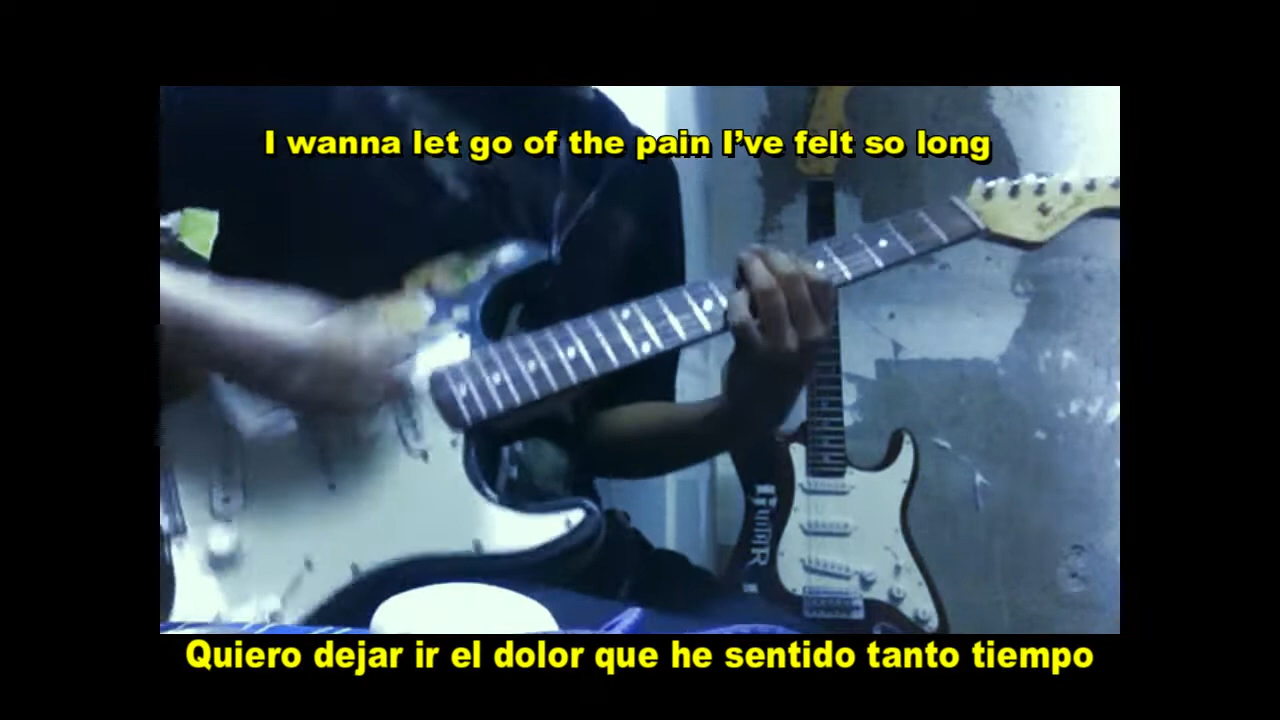 I wanna let go of the pain I’ve felt so long
GuitaR
Quiero dejar ir el dolor que he sentido tanto tiempo